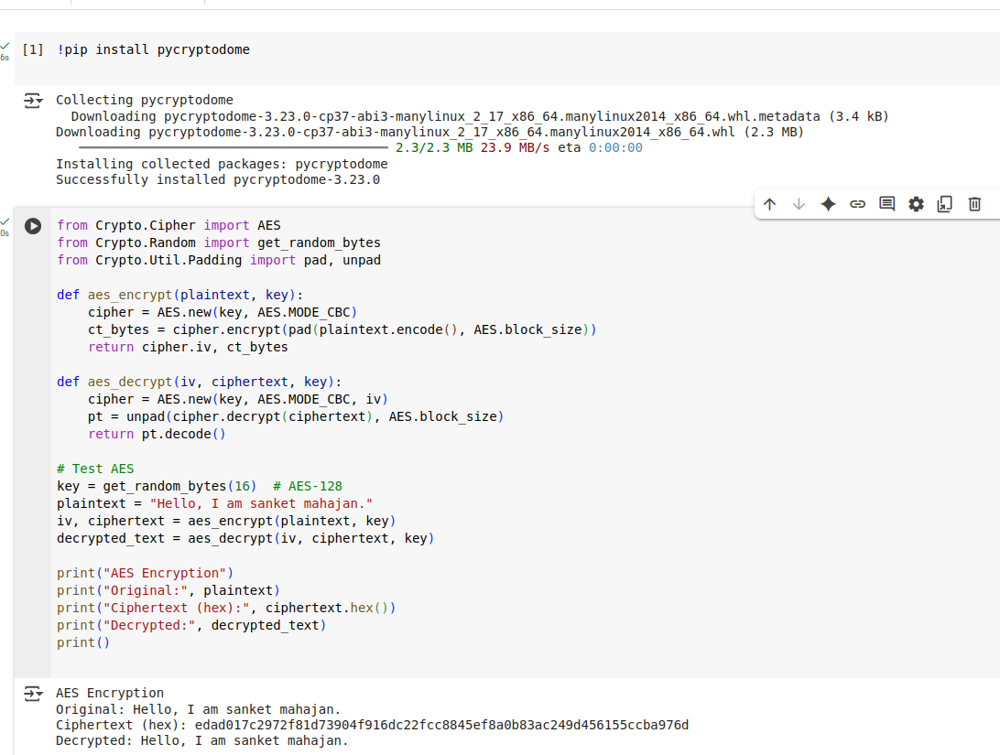 [1] !pip install pycryptodome
6s
Collecting pycryptodome
  Downloading pycryptodome-3.23.0-cp37-abi3-manylinux_2_17_x86_64.manylinux2014_x86_64.whl.metadata (3.4 kB)
Downloading pycryptodome-3.23.0-cp37-abi3-manylinux_2_17_x86_64.manylinux2014_x86_64.whl (2.3 MB)
2.3/2.3 MB 23.9 MB/s eta 0:00:00
Installing collected packages: pycryptodome
Successfully installed pycryptodome-3.23.0
0s
from Crypto.Cipher import AES
from Crypto.Random import get_random_bytes
from Crypto.Util.Padding import pad, unpad
def aes_encrypt(plaintext, key):
    cipher = AES.new(key, AES.MODE_CBC)
    ct_bytes = cipher.encrypt(pad(plaintext.encode(), AES.block_size))
    return cipher.iv, ct_bytes
def aes_decrypt(iv, ciphertext, key):
    cipher = AES.new(key, AES.MODE_CBC, iv)
    pt = unpad(cipher.decrypt(ciphertext), AES.block_size)
    return pt.decode()
# Test AES
key = get_random_bytes(16)  # AES-128
plaintext = "Hello, I am sanket mahajan."
iv, ciphertext = aes_encrypt(plaintext, key)
decrypted_text = aes_decrypt(iv, ciphertext, key)
print("AES Encryption")
print("Original:", plaintext)
print("Ciphertext (hex):", ciphertext.hex())
print("Decrypted:", decrypted_text)
print()
AES Encryption
Original: Hello, I am sanket mahajan.
Ciphertext (hex): edad017c2972f81d73904f916dc22fcc8845ef8a0b83ac249d456155ccba976d
Decrypted: Hello, I am sanket mahajan.